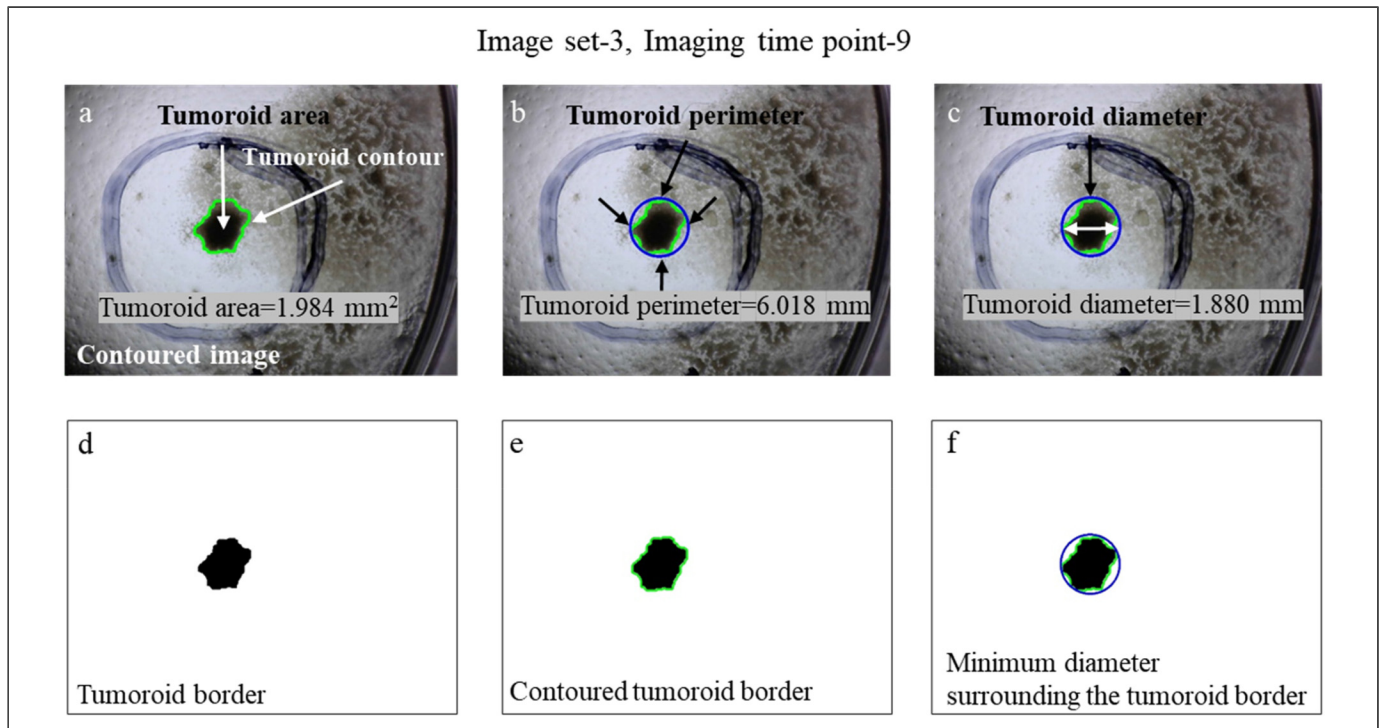 Image set-3, Imaging time point-9
a
Tumoroid area
Tumoroid contour
Tumoroid area=1.984 mm²
Contoured image
b
Tumoroid perimeter
Tumoroid perimeter=6.018 mm
c
Tumoroid diameter
Tumoroid diameter=1.880 mm
d
Tumoroid border
e
Contoured tumoroid border
f
Minimum diameter
surrounding the tumoroid border